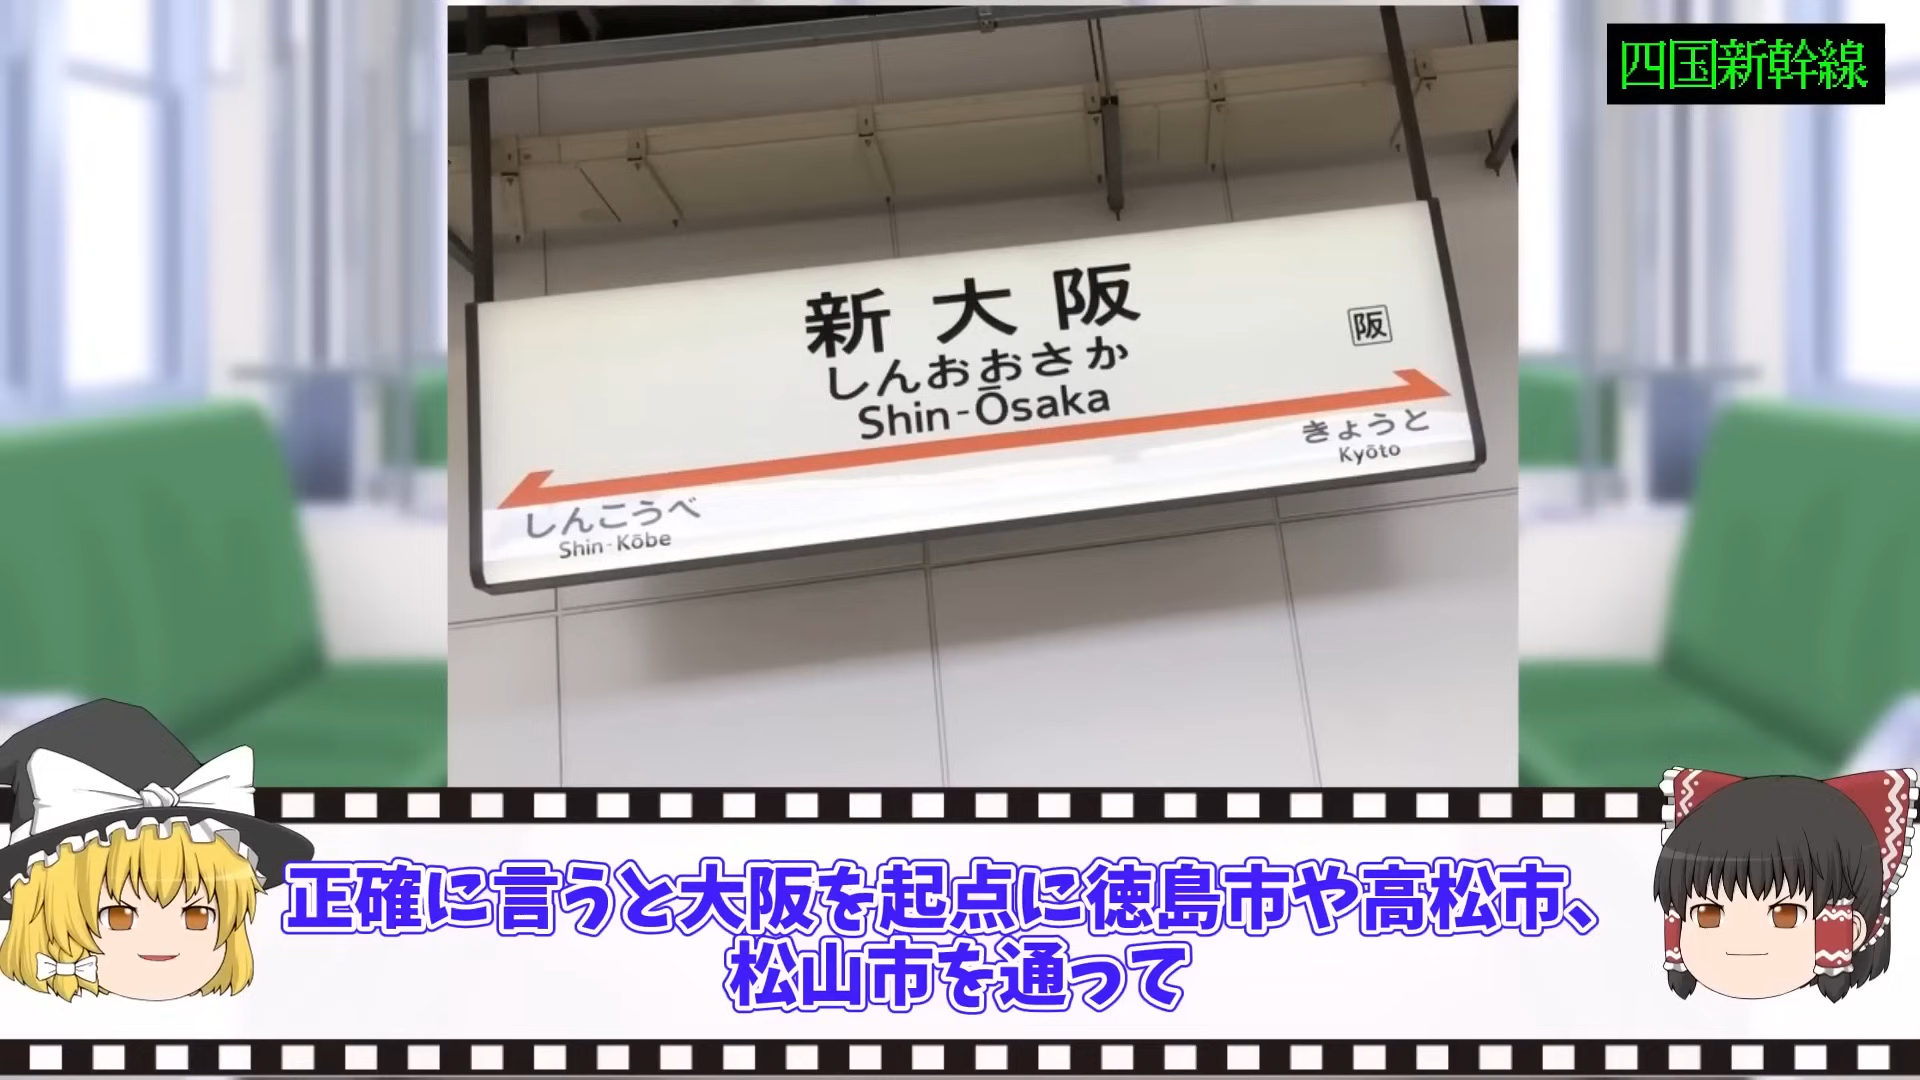 四国新幹線
新大阪
阪
しんおおさか
Shin-Ōsaka
きょうと
Kyōto
しんこうべ
Shin-Kōbe
正確に言うと大阪を起点に徳島市や高松市、
松山市を通って